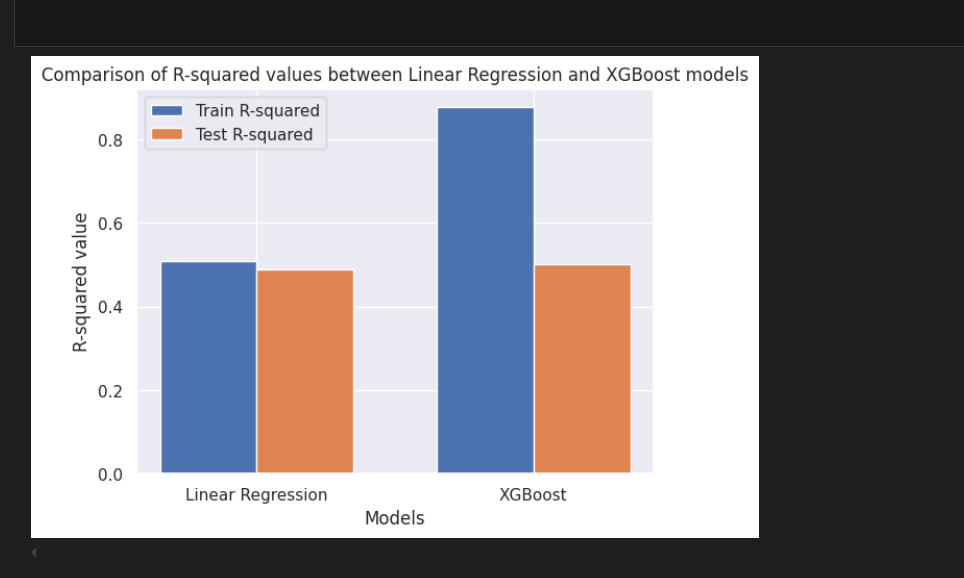 Comparison of R-squared values between Linear Regression and XGBoost models
Train R-squared
Test R-squared
0.8
0.6
0.4
0.2
0.0
R-squared value
Linear Regression
XGBoost
Models